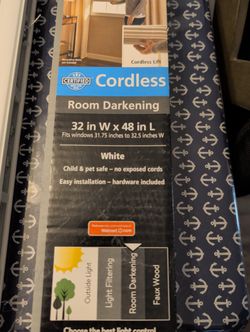 Cordless Lift
CERTIFIED
Cordless
Room Darkening
32 in W x 48 in L
Fits windows 31.75 inches to 32.5 inches W
White
Child & pet safe – no exposed cords
Easy installation – hardware included
Outside Light
Light Filtering
Room Darkening
Faux Wood
Choose the best light control